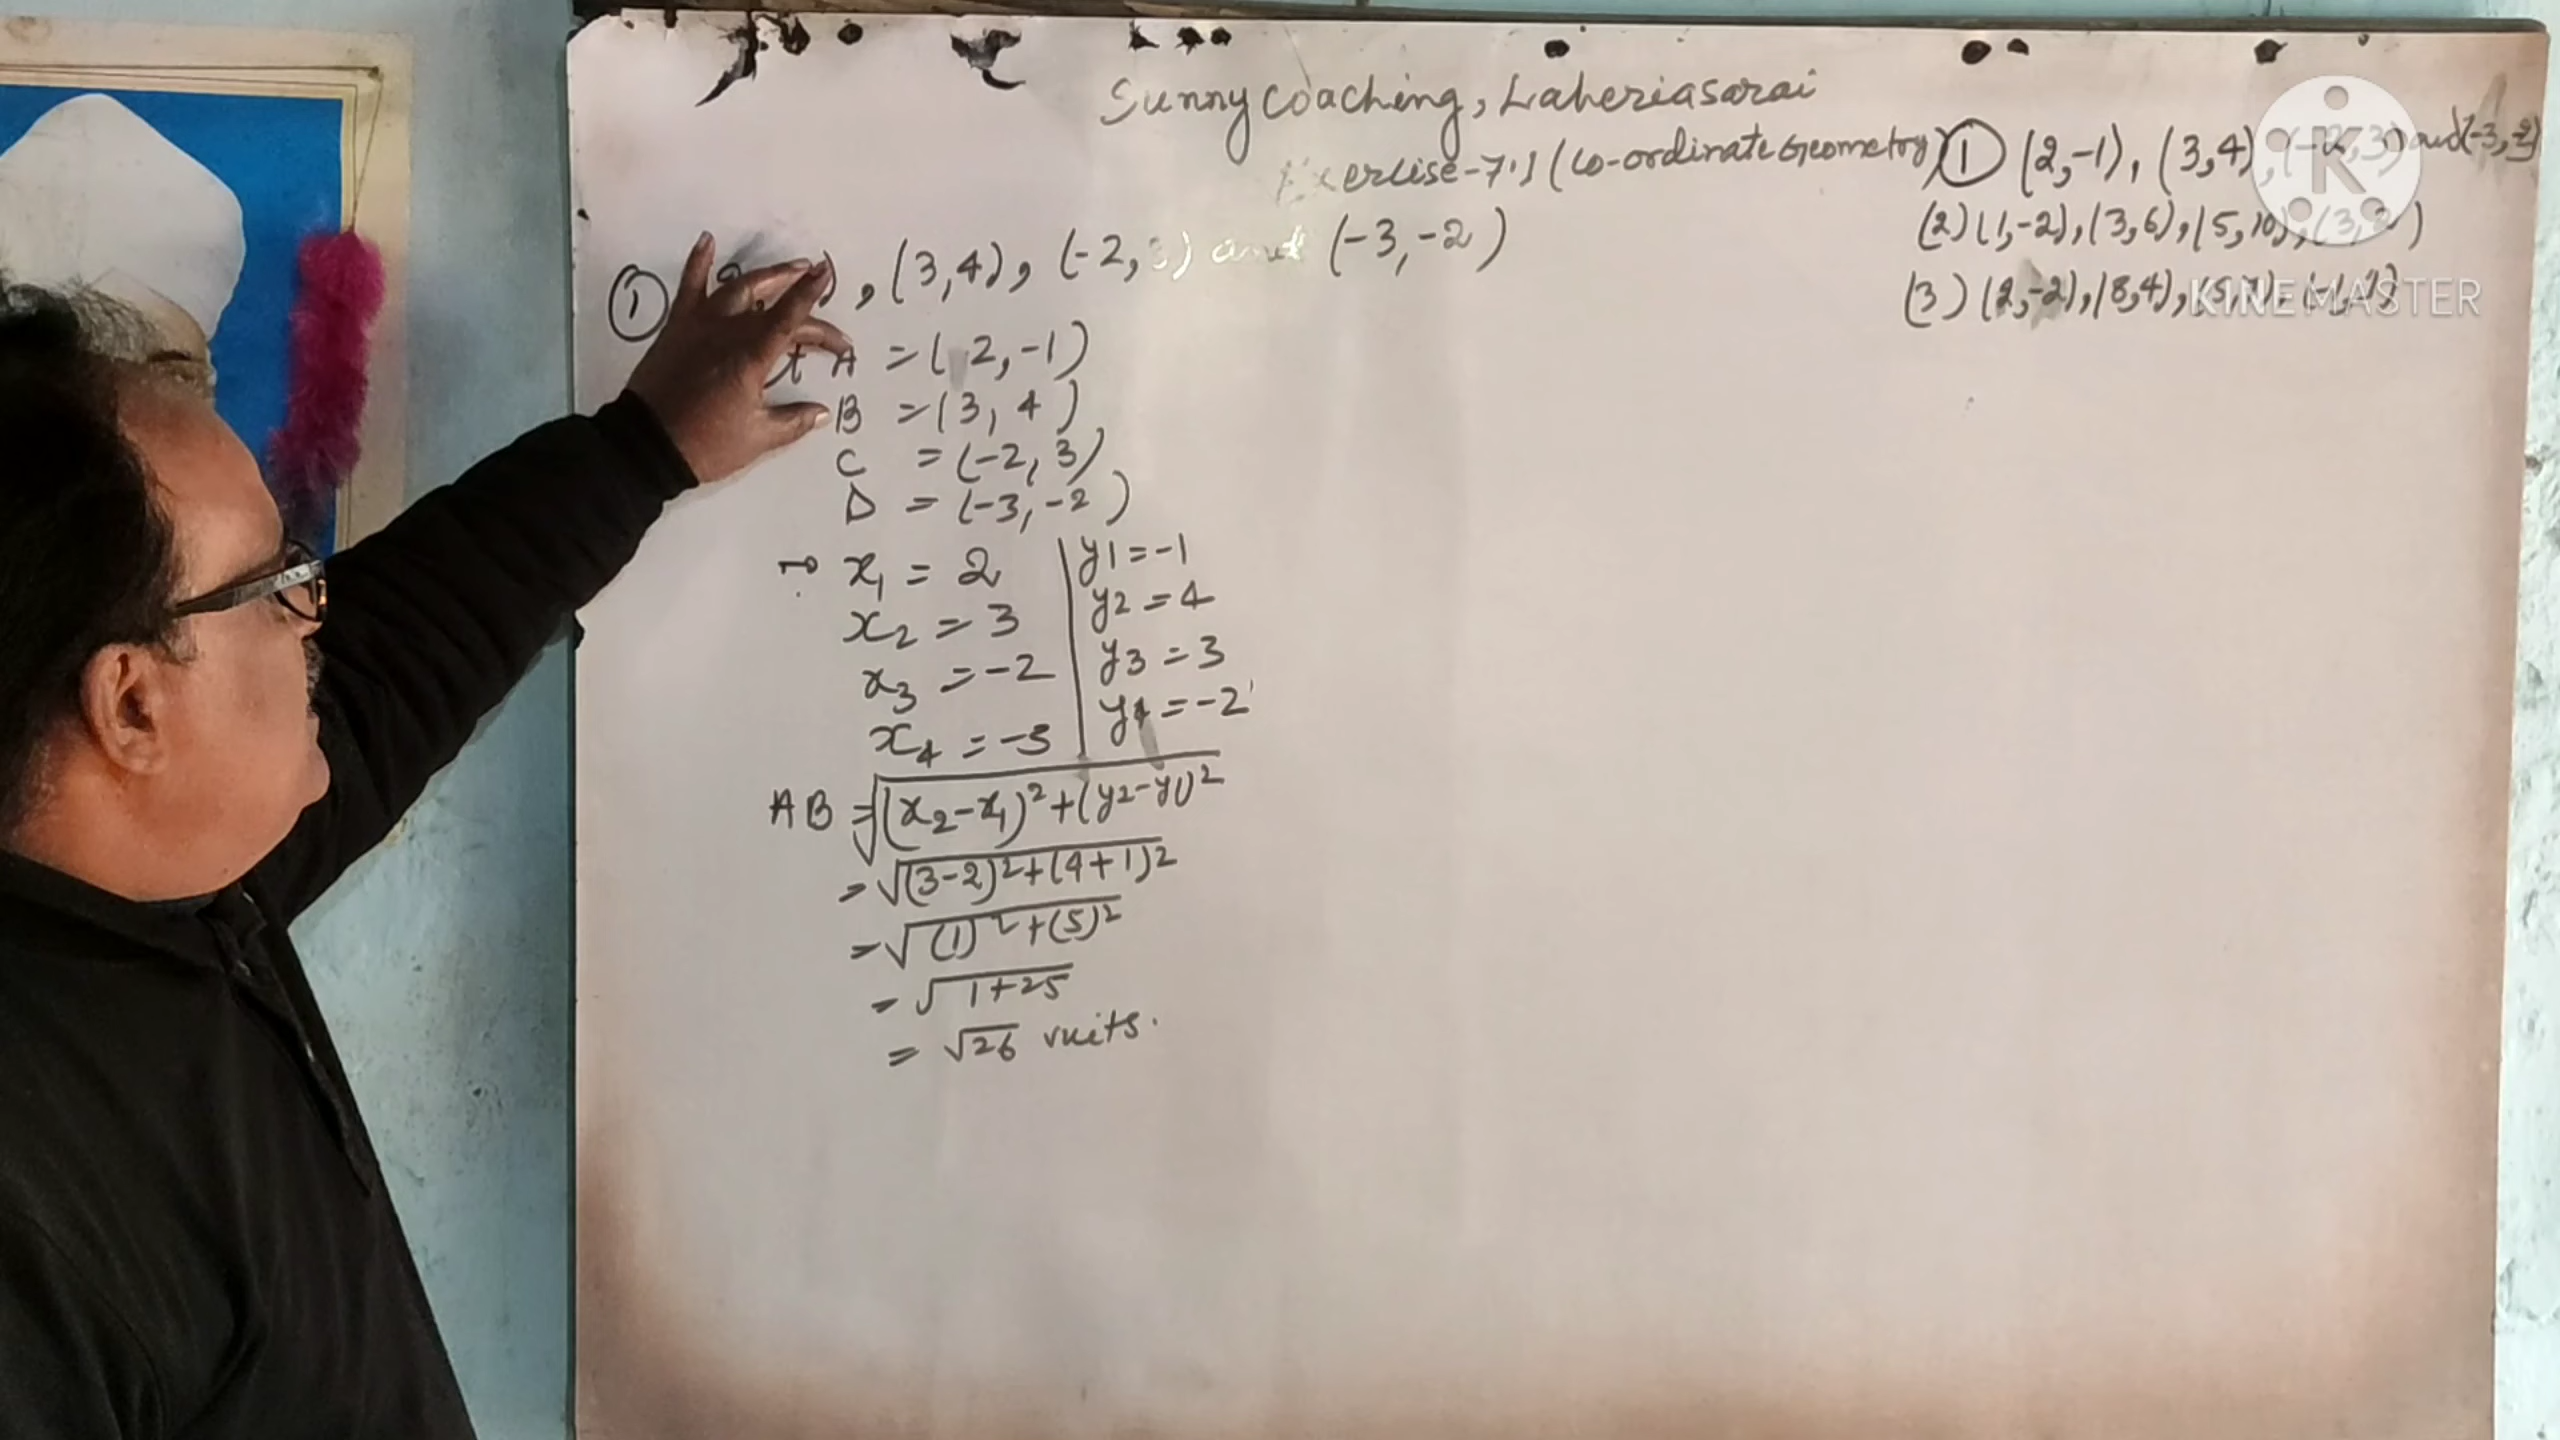 Sunny coaching, Laheriasarai
Exercise-7.1 (Co-ordinate Geometry)
① (2,-1), (3,4), (-2,3) and (-3,-2)
(2) (1,-2), (3,6), (5,10), (3,2)
(3) (2,-2), (8,4), (5,7), (-1,1)
K
KINEMASTER
① , (3,4), (-2,3) and (-3,-2)
A = (2,-1)
B = (3, 4)
C = (-2, 3)
D = (-3, -2)
x₁ = 2 | y1 = -1
x₂ = 3 | y2 = 4
x₃ = -2 | y3 = 3
x₄ = -3 | y4 = -2
AB = √(x₂-x₁)²+(y2-y1)²
= √(3-2)²+(4+1)²
= √(1)²+(5)²
= √1+25
= √26 units.